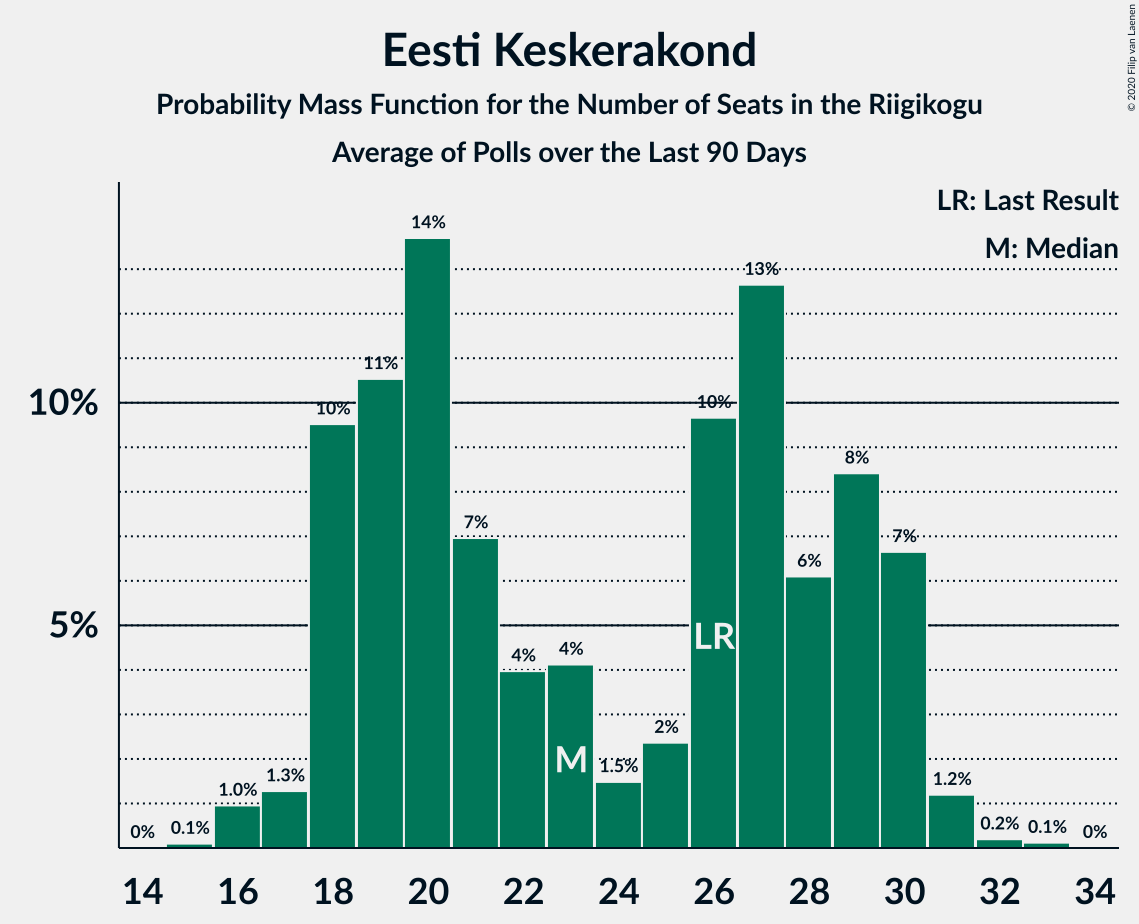 Eesti Keskerakond
Probability Mass Function for the Number of Seats in the Riigikogu
Average of Polls over the Last 90 Days
© 2020 Filip van Laenen
LR: Last Result
M: Median
10%
5%
0%
0.1%
1.0%
1.3%
10%
11%
14%
7%
4%
4%
1.5%
2%
10%
13%
6%
8%
7%
1.2%
0.2%
0.1%
0%
M
LR
14 16 18 20 22 24 26 28 30 32 34